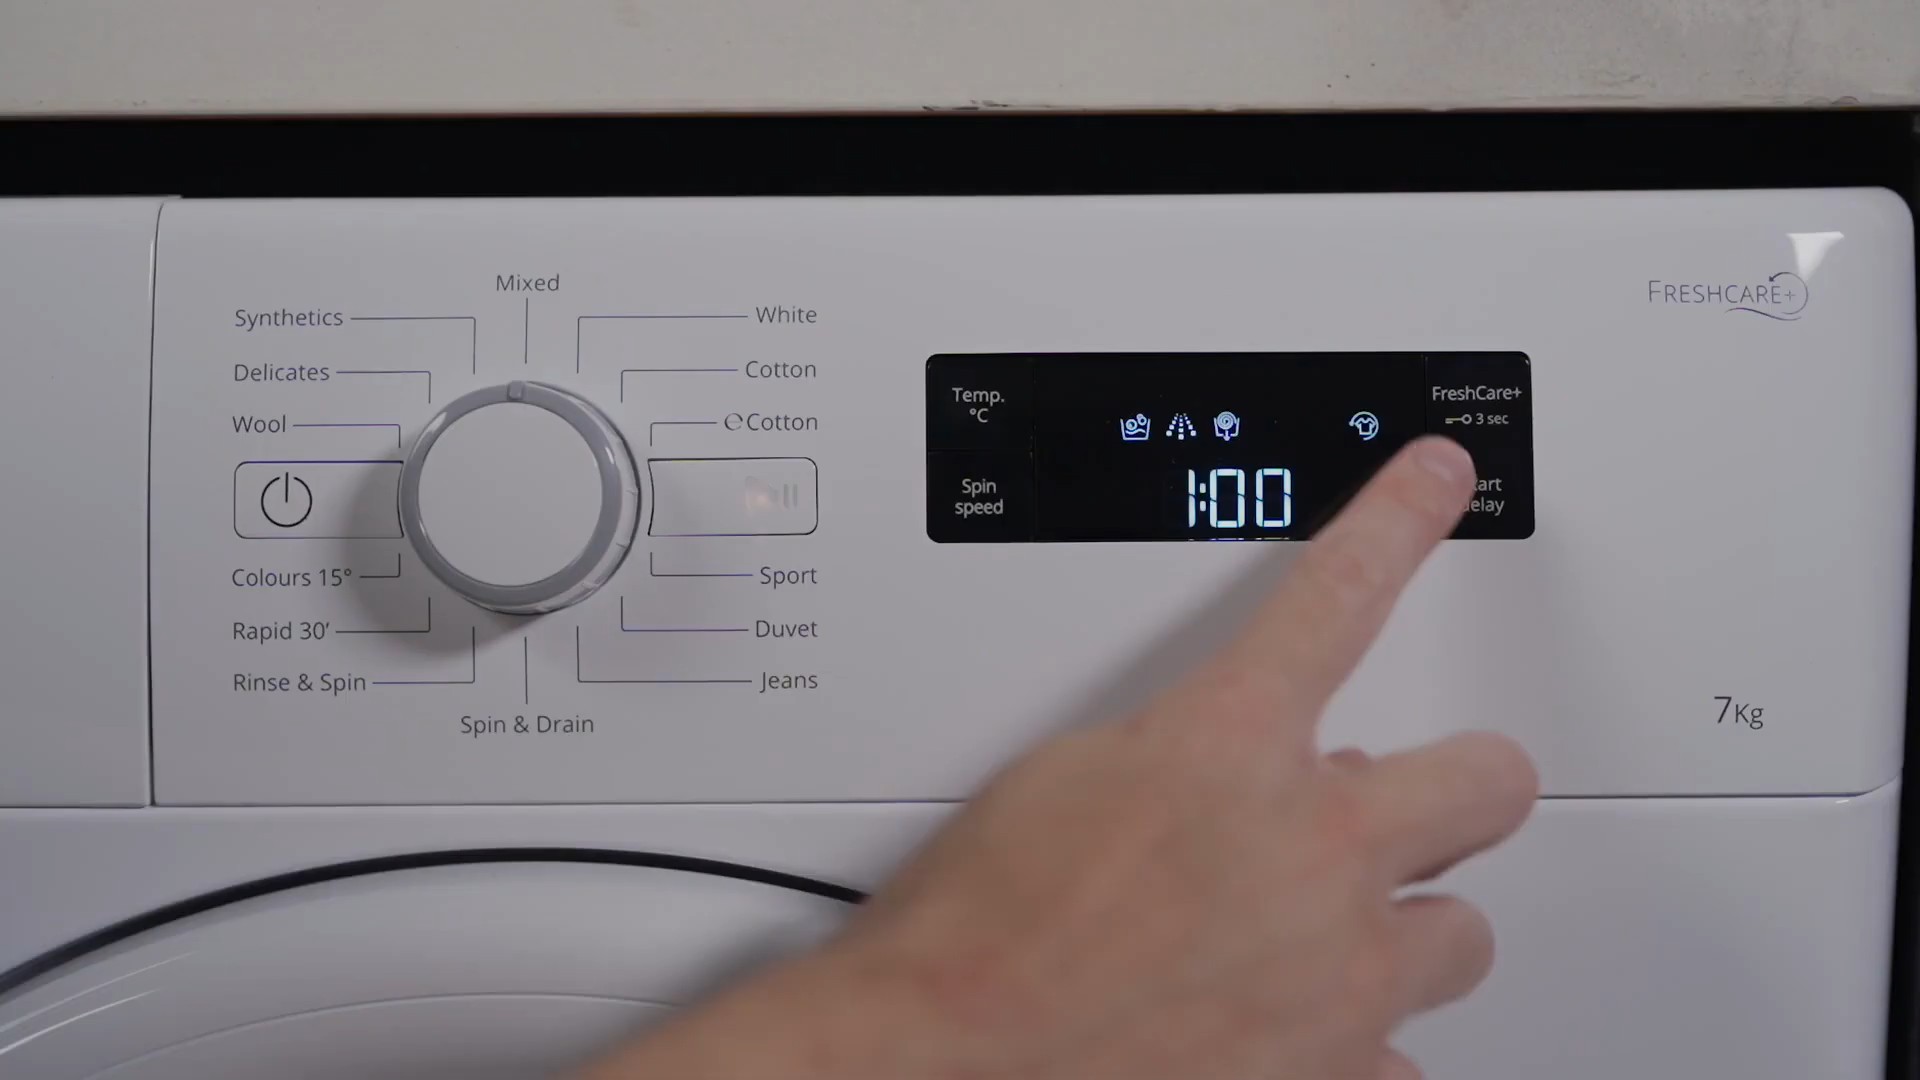 Mixed
Synthetics
White
Delicates
Cotton
Wool
Cotton
Colours 15°
Sport
Rapid 30'
Duvet
Rinse & Spin
Jeans
Spin & Drain
Temp.
°C
Spin
speed
1:00
FreshCare+
3 sec
FRESHCARE+
7Kg